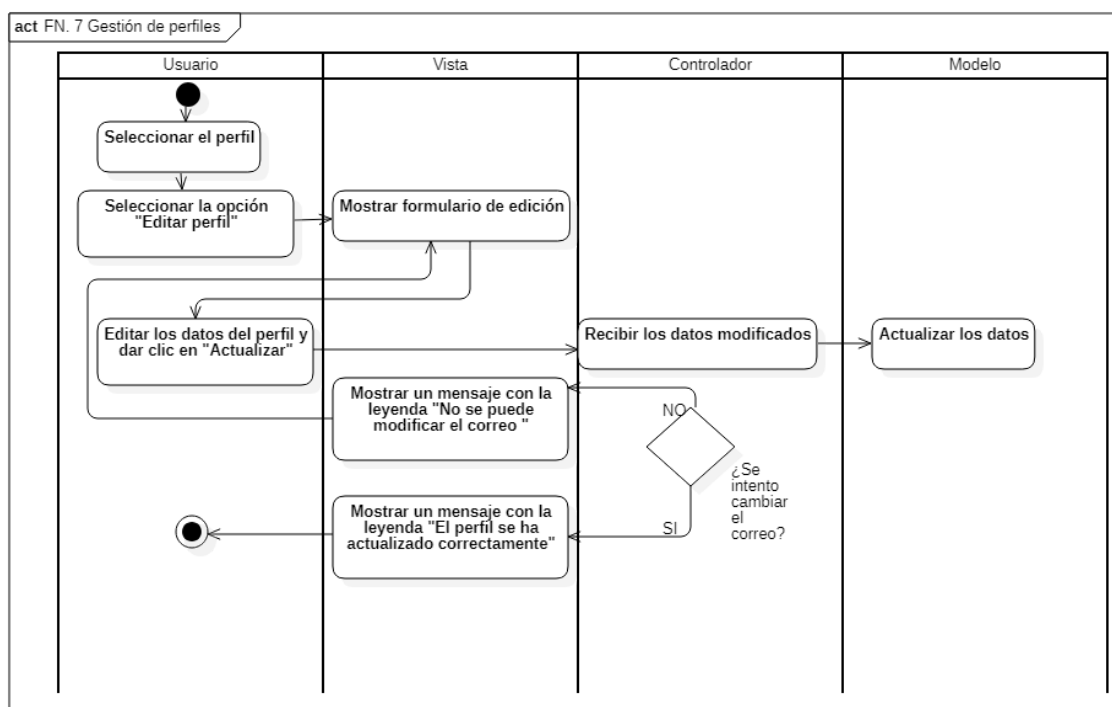 act FN. 7 Gestión de perfiles
Usuario
Vista
Controlador
Modelo
Seleccionar el perfil
Seleccionar la opción
"Editar perfil"
Mostrar formulario de edición
Editar los datos del perfil y
dar clic en "Actualizar"
Recibir los datos modificados
Actualizar los datos
Mostrar un mensaje con la
leyenda "No se puede
modificar el correo "
NO
¿Se
intento
cambiar
el
correo?
SI
Mostrar un mensaje con la
leyenda "El perfil se ha
actualizado correctamente"